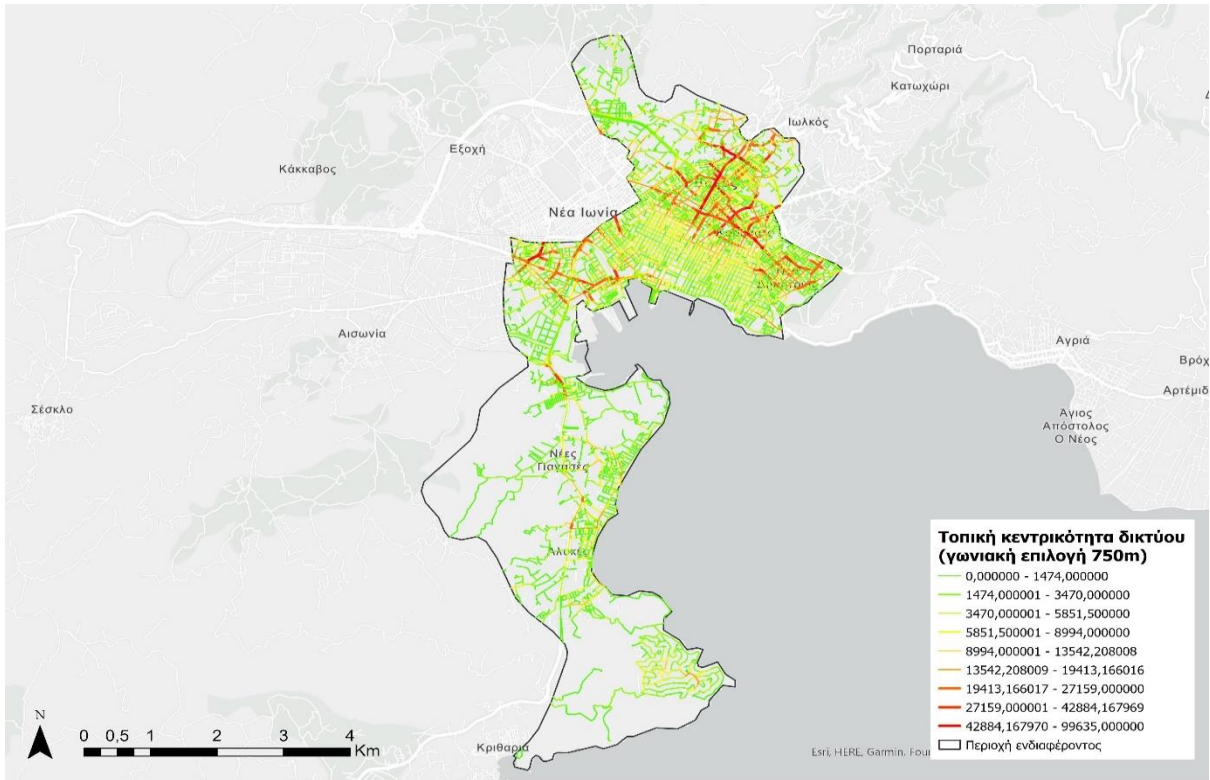 Πορταριά
Κατωχώρι
Ιωλκός
Εξοχή
Κάκκαβος
Νέα Ιωνία
Αισωνία
Αγριά
Βρόχ
Αρτέμιδ
Σέσκλο
Άγιος
Απόστολος
Ο Νέος
Νέες
Παγασές
Αλυκές
Κριθαριά
Τοπική κεντρικότητα δικτύου
(γωνιακή επιλογή 750m)
0,000000 - 1474,000000
1474,000001 - 3470,000000
3470,000001 - 5851,500000
5851,500001 - 8994,000000
8994,000001 - 13542,208008
13542,208009 - 19413,166016
19413,166017 - 27159,000000
27159,000001 - 42884,167969
42884,167970 - 99635,000000
Περιοχή ενδιαφέροντος
N
0 0,5 1 2 3 4
Km
Esri, HERE, Garmin, Fou